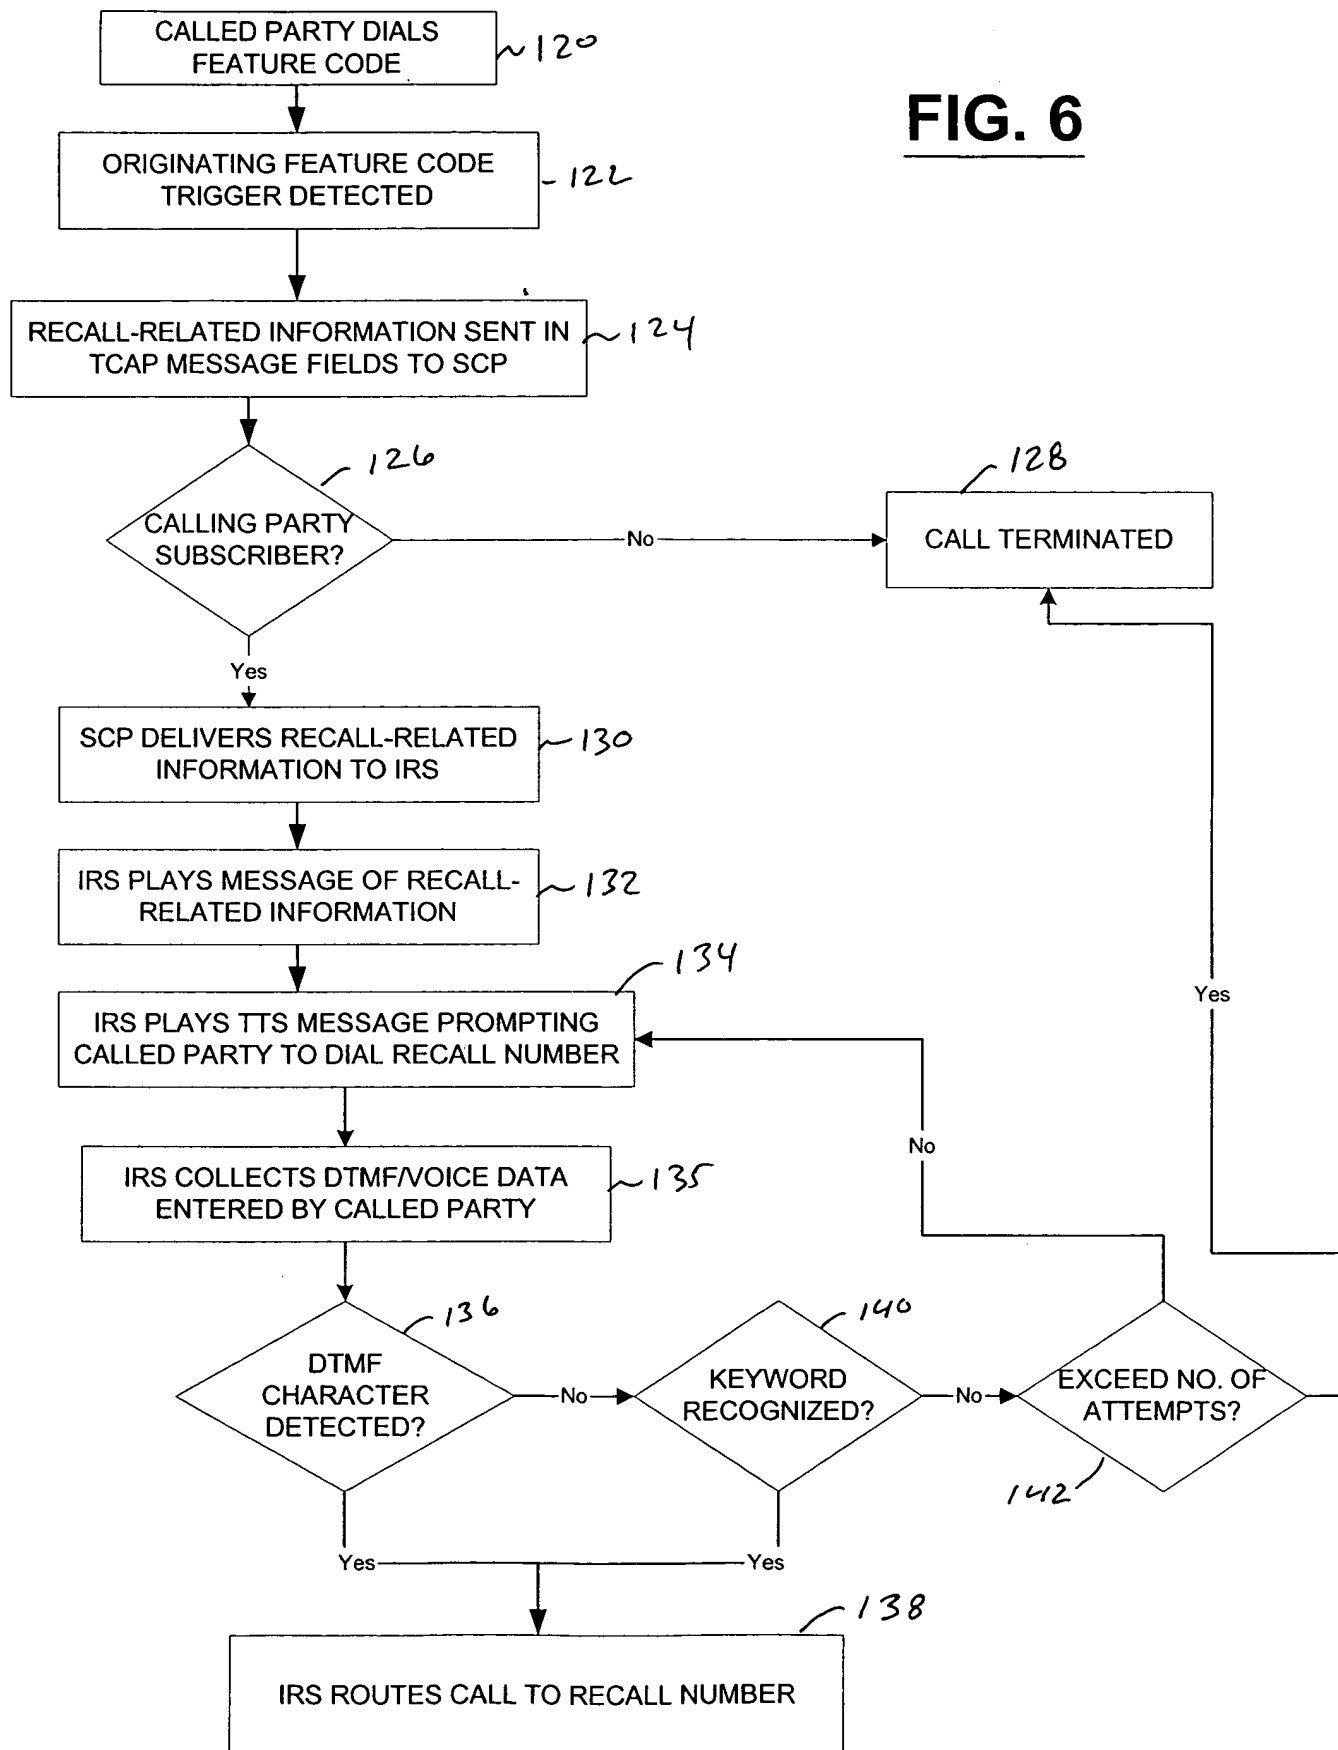 CALLED PARTY DIALS
FEATURE CODE
120
FIG. 6
ORIGINATING FEATURE CODE
TRIGGER DETECTED
122
RECALL-RELATED INFORMATION SENT IN
TCAP MESSAGE FIELDS TO SCP
124
126
CALLING PARTY
SUBSCRIBER?
No
128
CALL TERMINATED
Yes
SCP DELIVERS RECALL-RELATED
INFORMATION TO IRS
130
IRS PLAYS MESSAGE OF RECALL-
RELATED INFORMATION
132
134
IRS PLAYS TTS MESSAGE PROMPTING
CALLED PARTY TO DIAL RECALL NUMBER
Yes
No
IRS COLLECTS DTMF/VOICE DATA
ENTERED BY CALLED PARTY
135
136
DTMF
CHARACTER
DETECTED?
No
140
KEYWORD
RECOGNIZED?
No
EXCEED NO. OF
ATTEMPTS?
142
Yes
Yes
138
IRS ROUTES CALL TO RECALL NUMBER